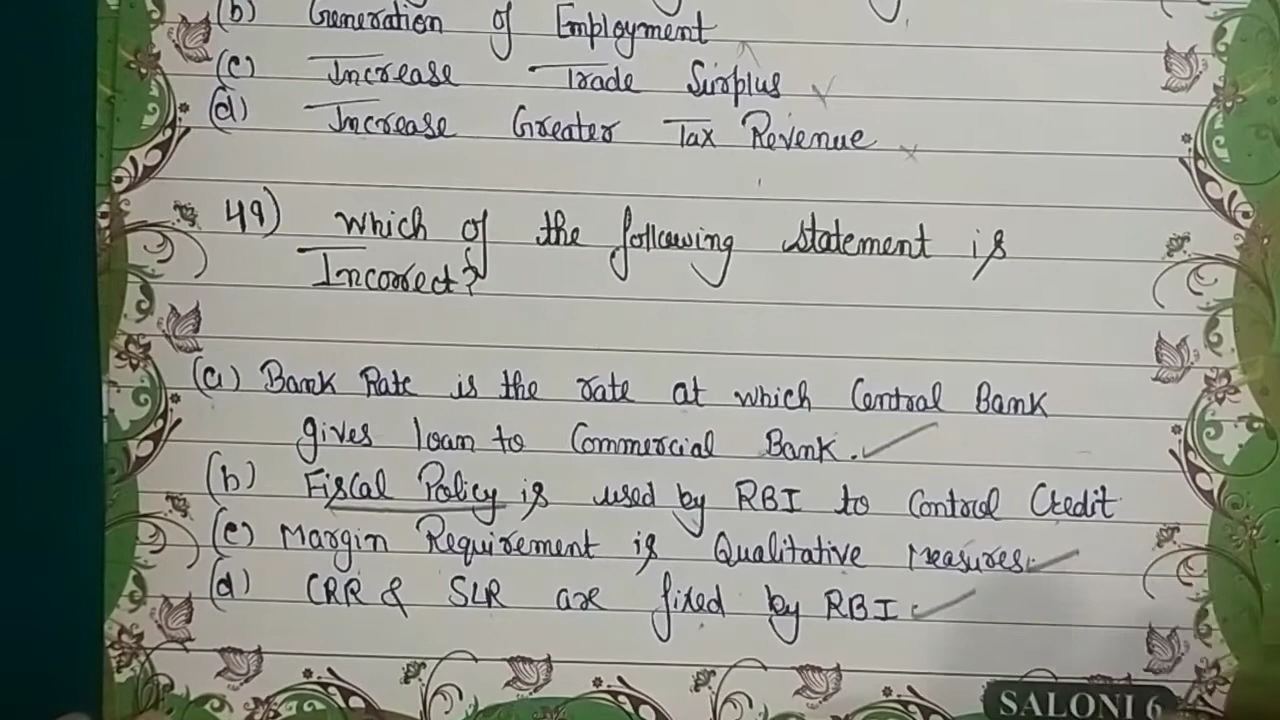 (b) Generation of Employment
(c) Increase Trade Surplus
(d) Increase Greater Tax Revenue
49) Which of the following statement is
Incorrect?
(a) Bank Rate is the rate at which Central Bank
gives loan to Commercial Bank.
(b) Fiscal Policy is used by RBI to Control Credit
(c) Margin Requirement is Qualitative Measures.
(d) CRR & SLR are fixed by RBI.
SALONI 6